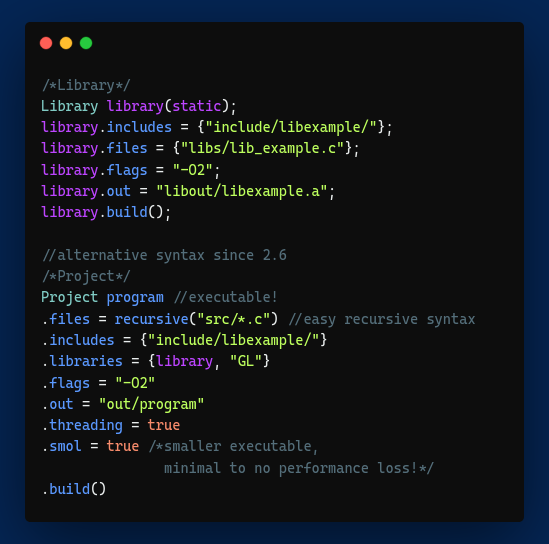 /*Library*/
Library library(static);
library.includes = {"include/libexample/"};
library.files = {"libs/lib_example.c"};
library.flags = "-O2";
library.out = "libout/libexample.a";
library.build();
//alternative syntax since 2.6
/*Project*/
Project program //executable!
.files = recursive("src/*.c") //easy recursive syntax
.includes = {"include/libexample/"}
.libraries = {library, "GL"}
.flags = "-O2"
.out = "out/program"
.threading = true
.smol = true /*smaller executable,
minimal to no performance loss!*/
.build()